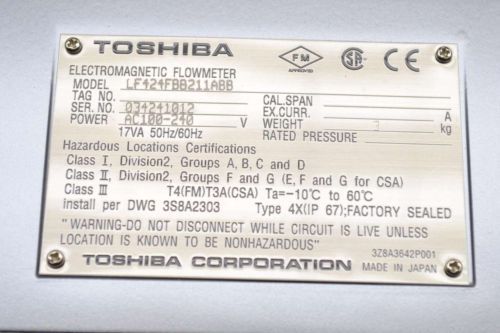 TOSHIBA
FM APPROVED
SA CE
ELECTROMAGNETIC FLOWMETER
MODEL LF424FBB211ABB
TAG NO. CAL.SPAN
SER. NO. 034241012 EX.CURR. A
POWER AC100-240 V WEIGHT 3 kg
17VA 50Hz/60Hz RATED PRESSURE
Hazardous Locations Certifications
Class I, Division2, Groups A, B, C and D
Class II, Division2, Groups F and G (E, F and G for CSA)
Class III T4(FM)T3A(CSA) Ta=-10℃ to 60℃
install per DWG 3S8A2303 Type 4X(IP 67);FACTORY SEALED
"WARNING-DO NOT DISCONNECT WHILE CIRCUIT IS LIVE UNLESS
LOCATION IS KNOWN TO BE NONHAZARDOUS"
3Z8A3642P001
TOSHIBA CORPORATION MADE IN JAPAN